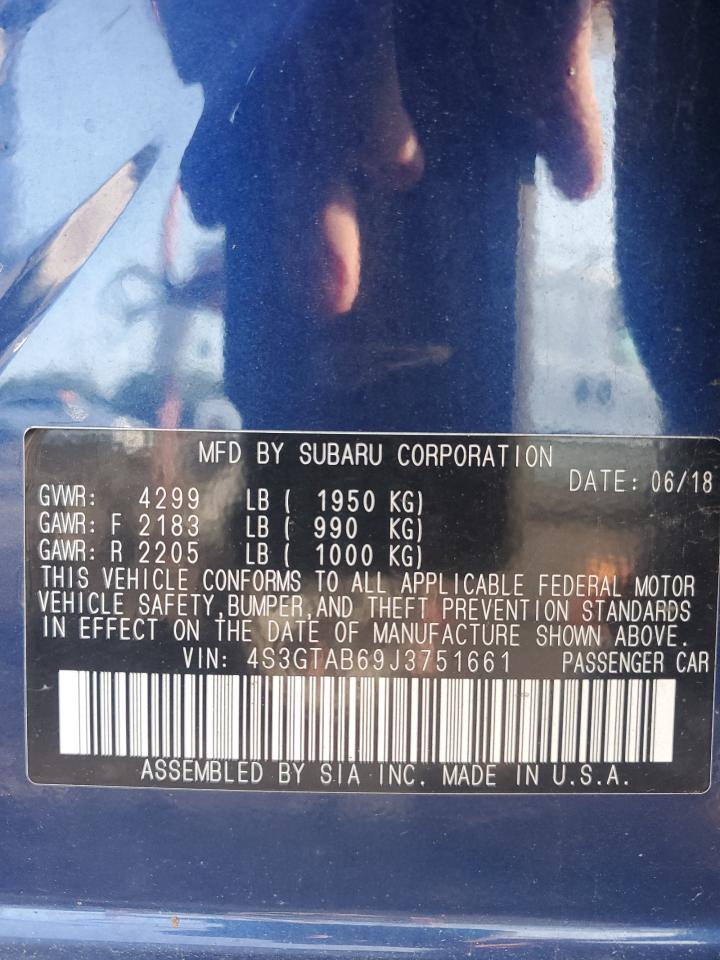 MFD BY SUBARU CORPORATION
DATE: 06/18
GVWR: 4299 LB ( 1950 KG)
GAWR: F 2183 LB ( 990 KG)
GAWR: R 2205 LB ( 1000 KG)
THIS VEHICLE CONFORMS TO ALL APPLICABLE FEDERAL MOTOR
VEHICLE SAFETY,BUMPER,AND THEFT PREVENTION STANDARDS
IN EFFECT ON THE DATE OF MANUFACTURE SHOWN ABOVE.
VIN: 4S3GTAB69J3751661 PASSENGER CAR
ASSEMBLED BY SIA INC. MADE IN U.S.A.